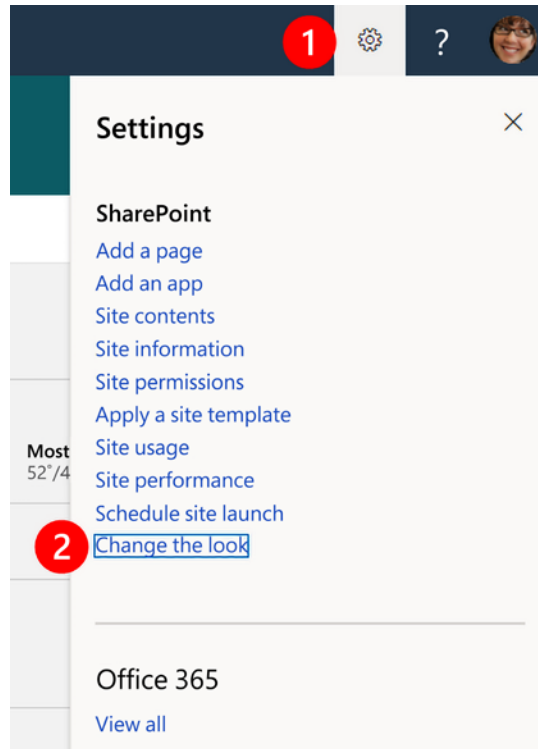 1
?
Settings
SharePoint
Add a page
Add an app
Site contents
Site information
Site permissions
Apply a site template
Most
Site usage
52°/4
Site performance
Schedule site launch
2
Change the look
Office 365
View all